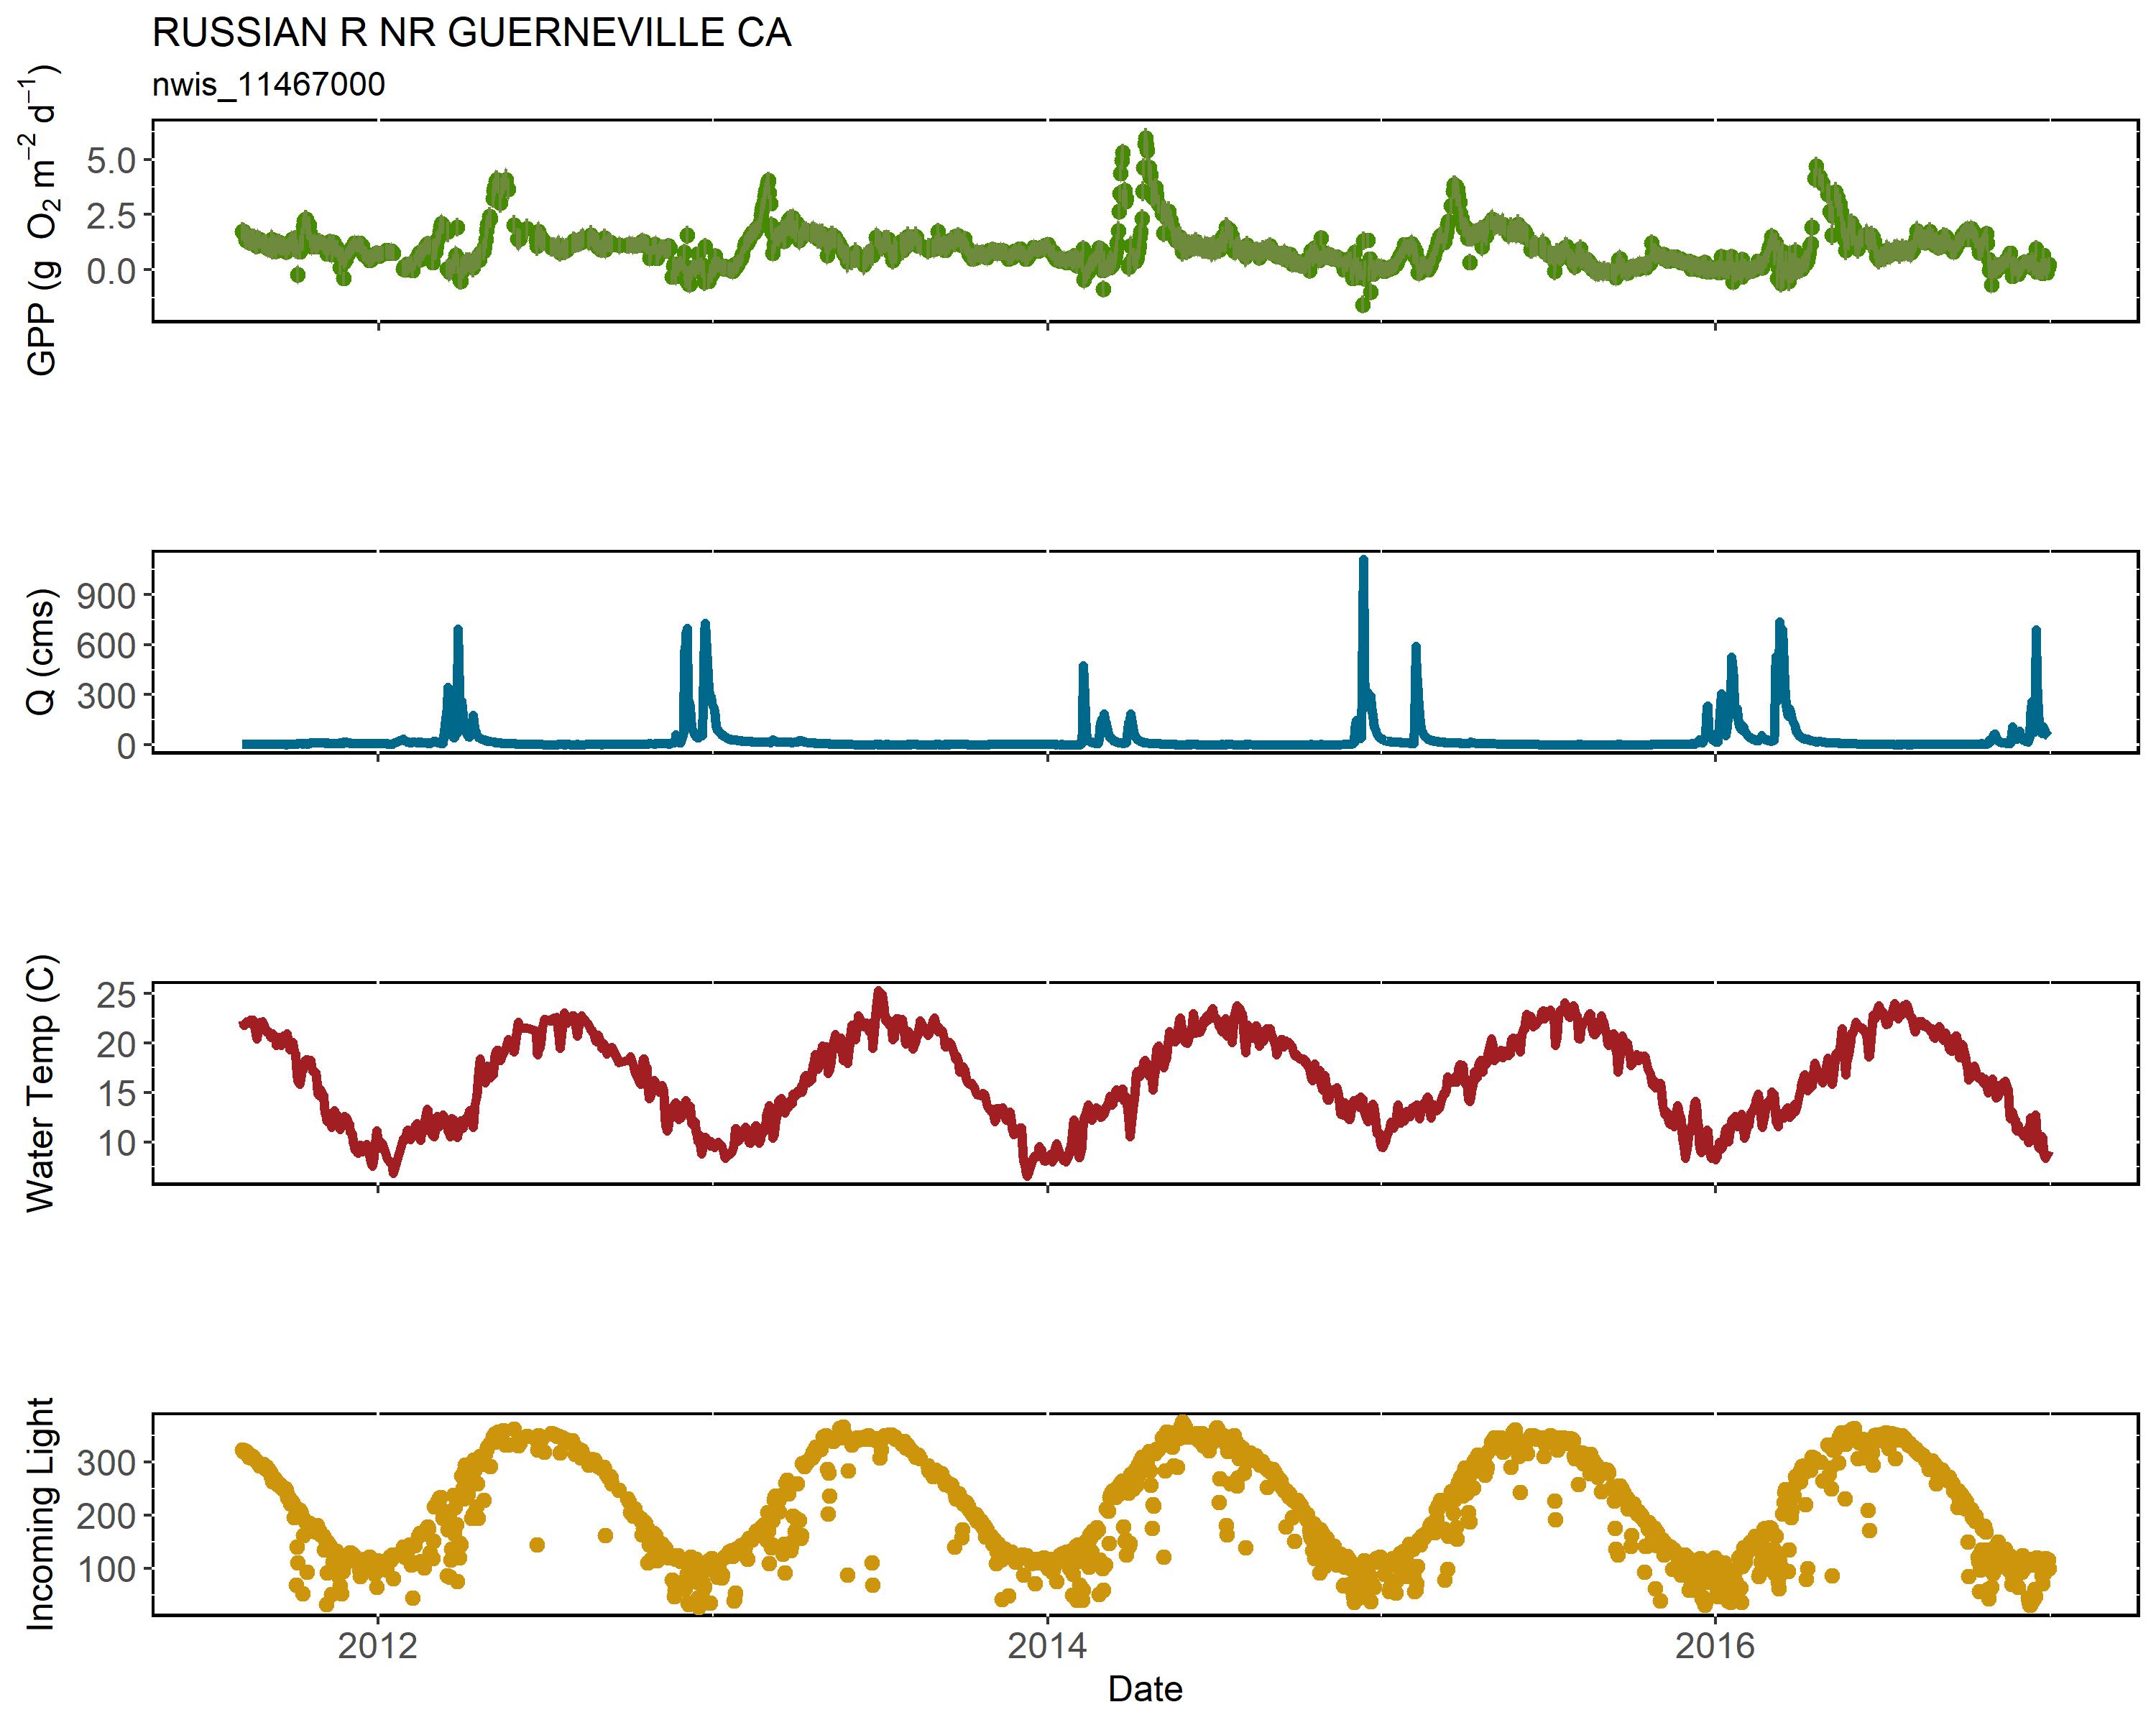 RUSSIAN R NR GUERNEVILLE CA
nwis_11467000
GPP (g O₂ m⁻² d⁻¹)
5.0
2.5
0.0
Q (cms)
900
600
300
0
Water Temp (C)
25
20
15
10
Incoming Light
300
200
100
2012 2014 2016
Date